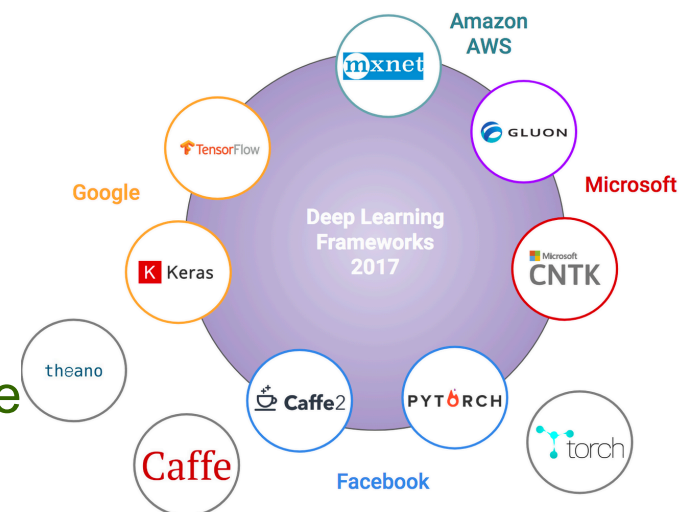 Amazon
AWS
mxnet
GLUON
TensorFlow
Google
Microsoft
Deep Learning
Frameworks
2017
K Keras
Microsoft
CNTK
theano
e
Caffe2
PYTORCH
torch
Caffe
Facebook